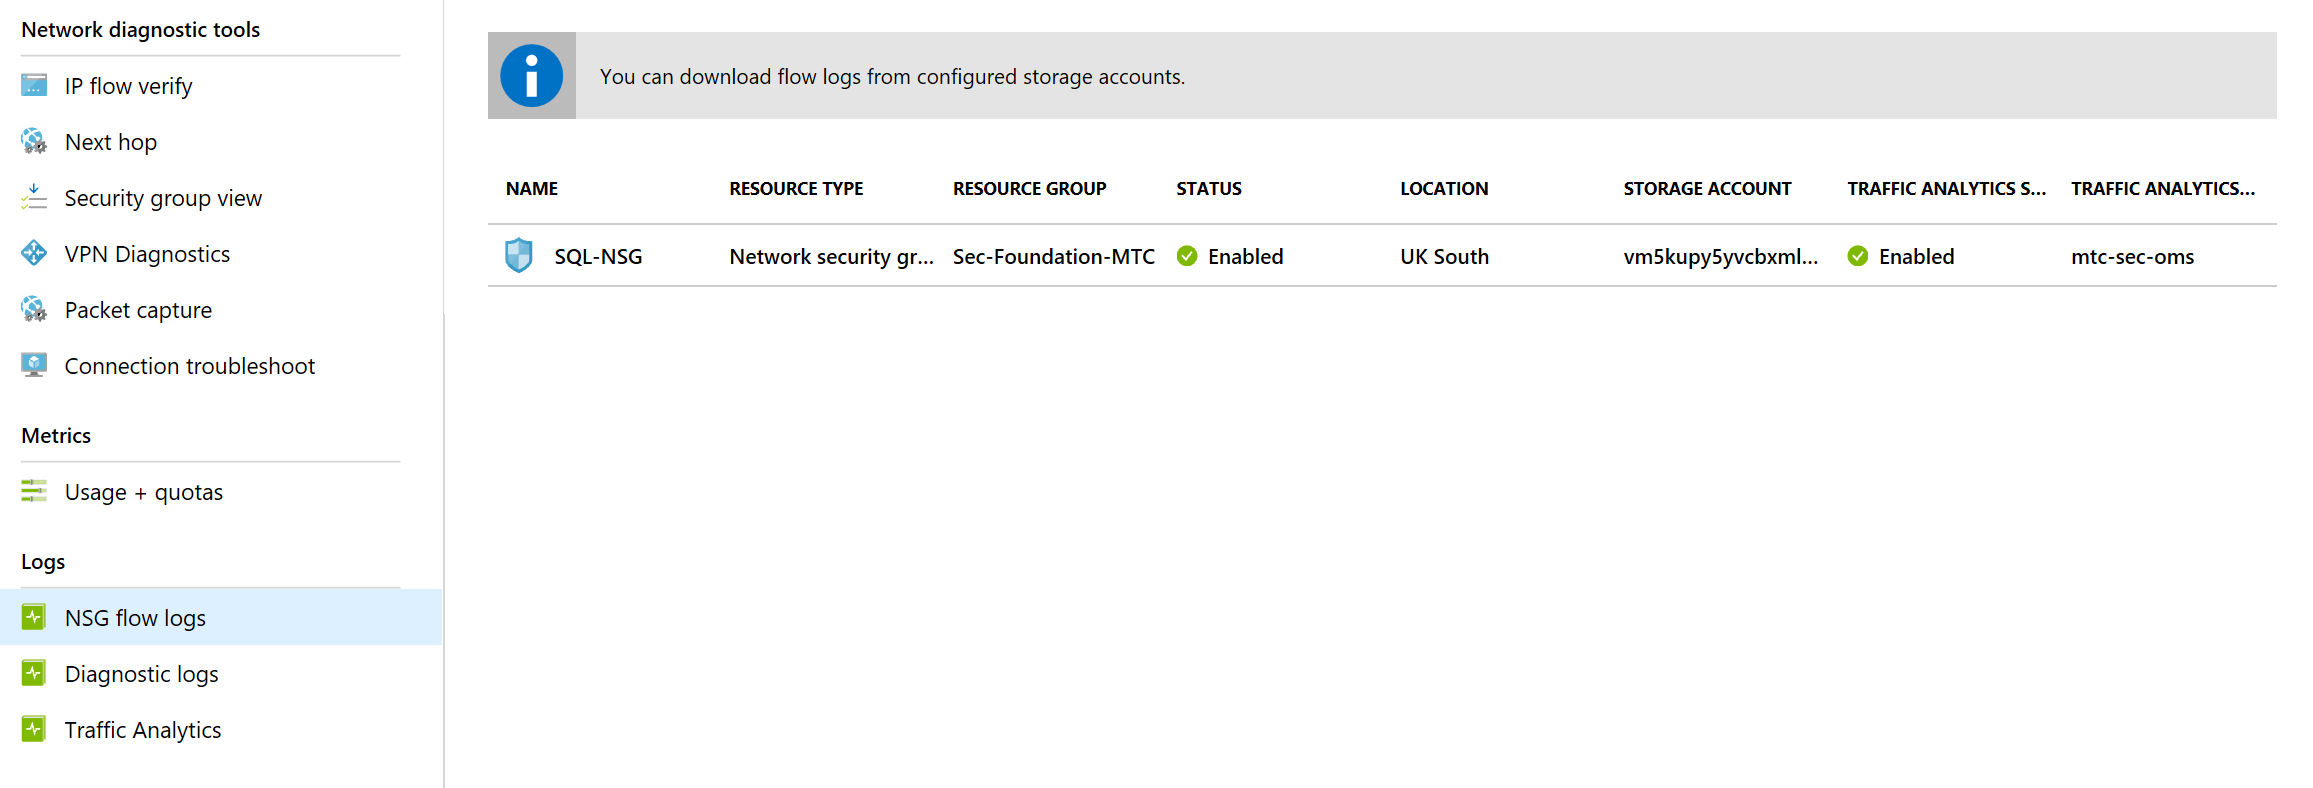 Network diagnostic tools
IP flow verify
Next hop
Security group view
VPN Diagnostics
Packet capture
Connection troubleshoot
Metrics
Usage + quotas
Logs
NSG flow logs
Diagnostic logs
Traffic Analytics
You can download flow logs from configured storage accounts.
NAME RESOURCE TYPE RESOURCE GROUP STATUS LOCATION STORAGE ACCOUNT TRAFFIC ANALYTICS S... TRAFFIC ANALYTICS...
SQL-NSG Network security gr... Sec-Foundation-MTC Enabled UK South vm5kupy5yvcbxml... Enabled mtc-sec-oms